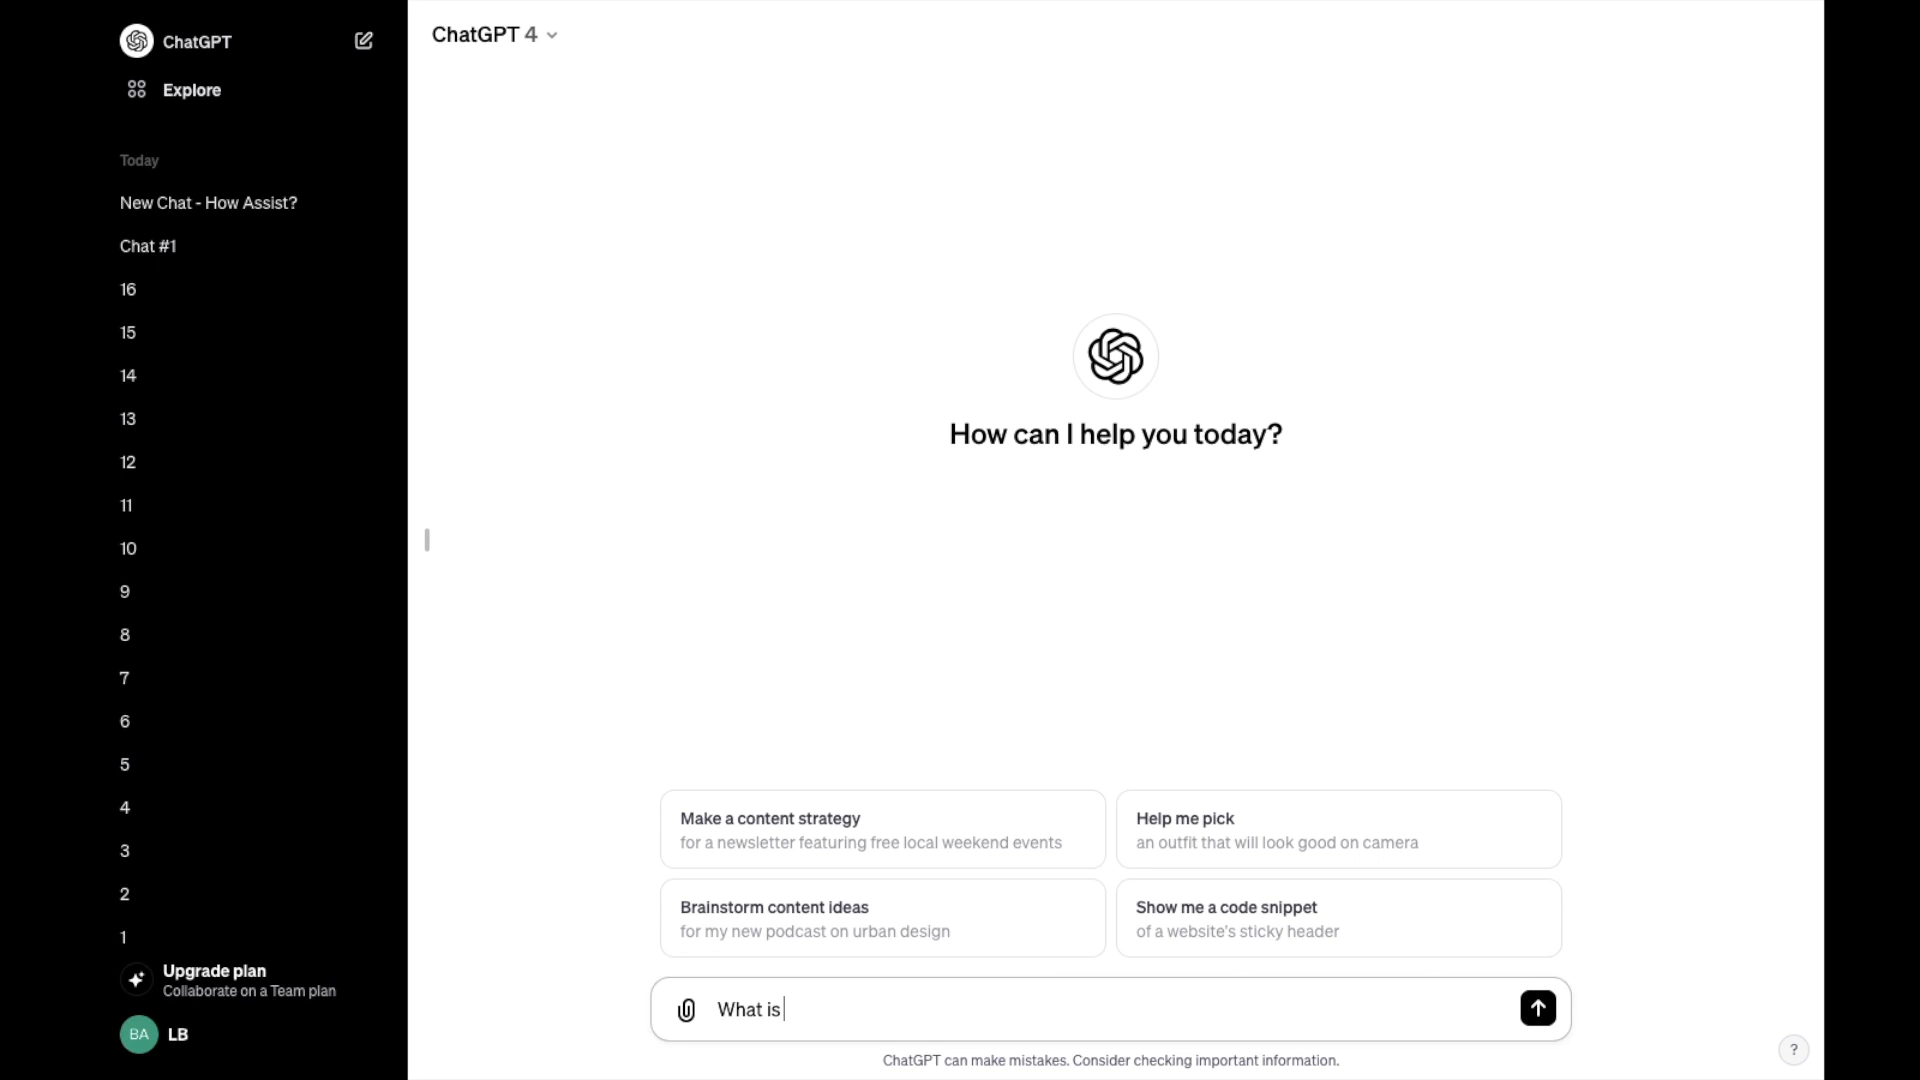 ChatGPT
Explore
Today
New Chat - How Assist?
Chat #1
16
15
14
13
12
11
10
9
8
7
6
5
4
3
2
1
Upgrade plan
Collaborate on a Team plan
BA LB
ChatGPT 4
How can I help you today?
Make a content strategy
for a newsletter featuring free local weekend events
Help me pick
an outfit that will look good on camera
Brainstorm content ideas
for my new podcast on urban design
Show me a code snippet
of a website's sticky header
What is
ChatGPT can make mistakes. Consider checking important information.
?